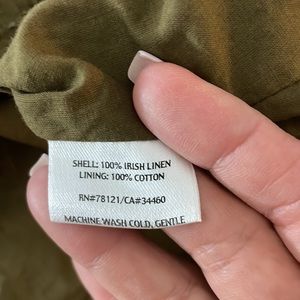 SHELL: 100% IRISH LINEN
LINING: 100% COTTON
RN#78121/CA#34460
MACHINE WASH COLD, GENTLE